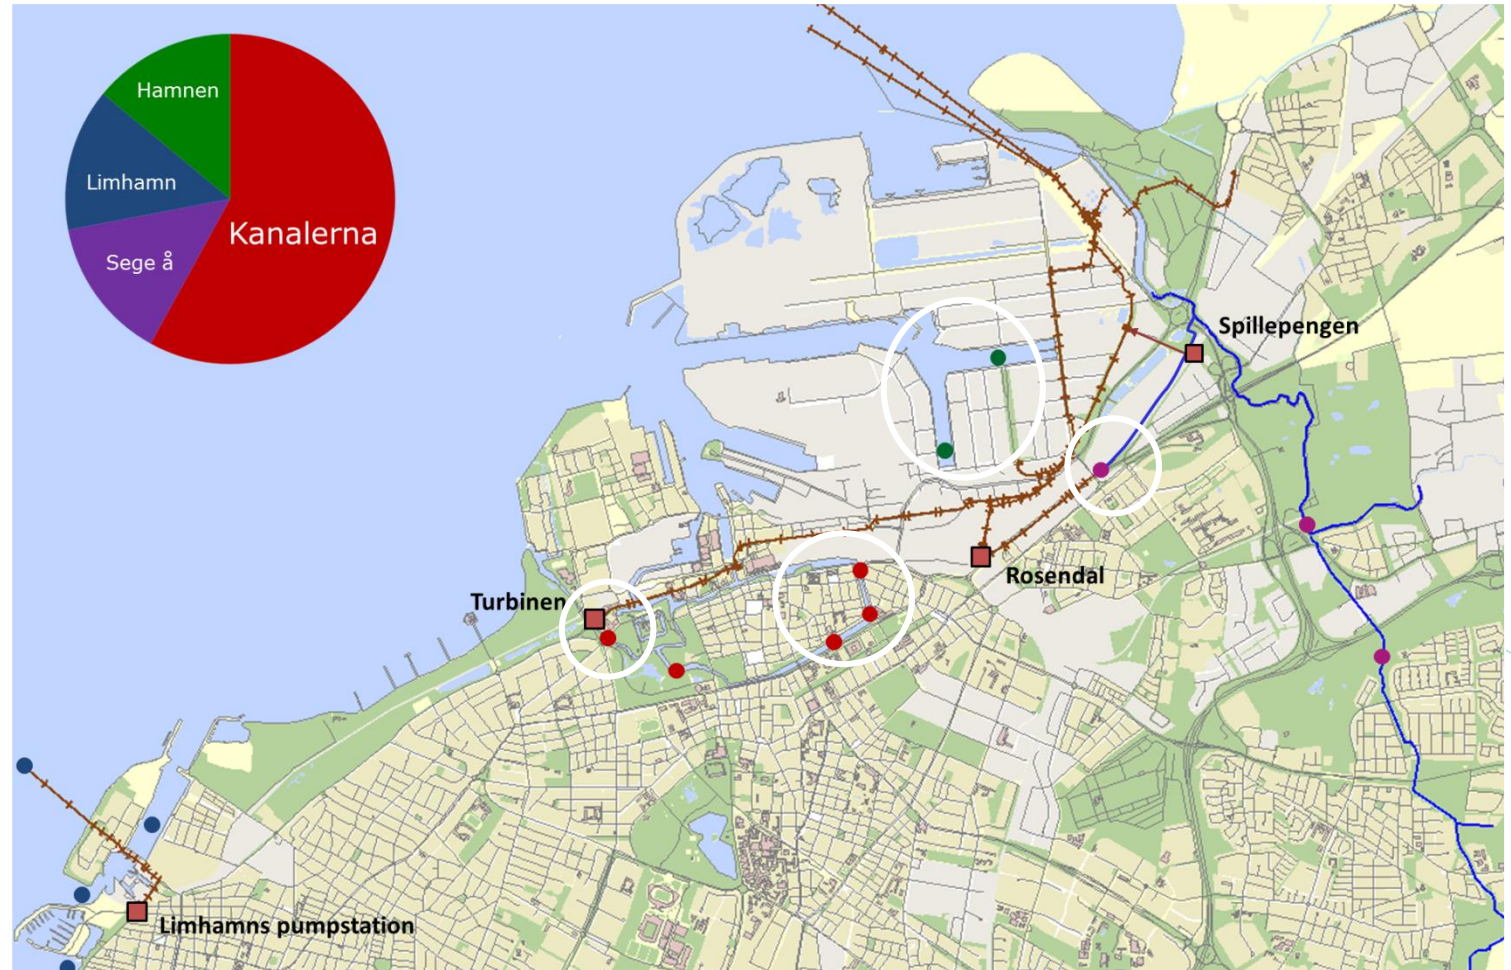 Hamnen
Limhamn
Kanalerna
Sege å
Spillepengen
Rosendal
Turbinen
Limhamns pumpstation